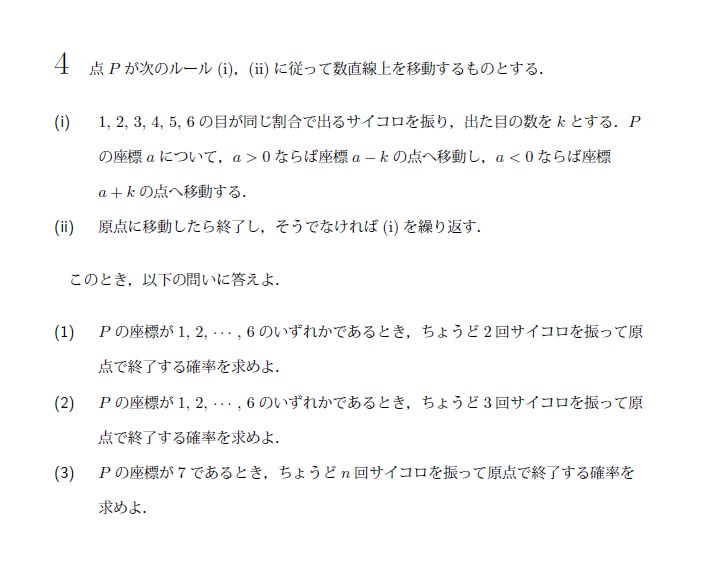 4 点 P が次のルール (i), (ii) に従って数直線上を移動するものとする.
(i) 1, 2, 3, 4, 5, 6 の目が同じ割合で出るサイコロを振り,出た目の数を k とする.P
の座標 a について,a > 0 ならば座標 a − k の点へ移動し,a < 0 ならば座標
a + k の点へ移動する.
(ii) 原点に移動したら終了し,そうでなければ (i) を繰り返す.
このとき,以下の問いに答えよ.
(1) P の座標が 1, 2, ⋯ , 6 のいずれかであるとき,ちょうど 2 回サイコロを振って原
点で終了する確率を求めよ.
(2) P の座標が 1, 2, ⋯ , 6 のいずれかであるとき,ちょうど 3 回サイコロを振って原
点で終了する確率を求めよ.
(3) P の座標が 7 であるとき,ちょうど n 回サイコロを振って原点で終了する確率を
求めよ.